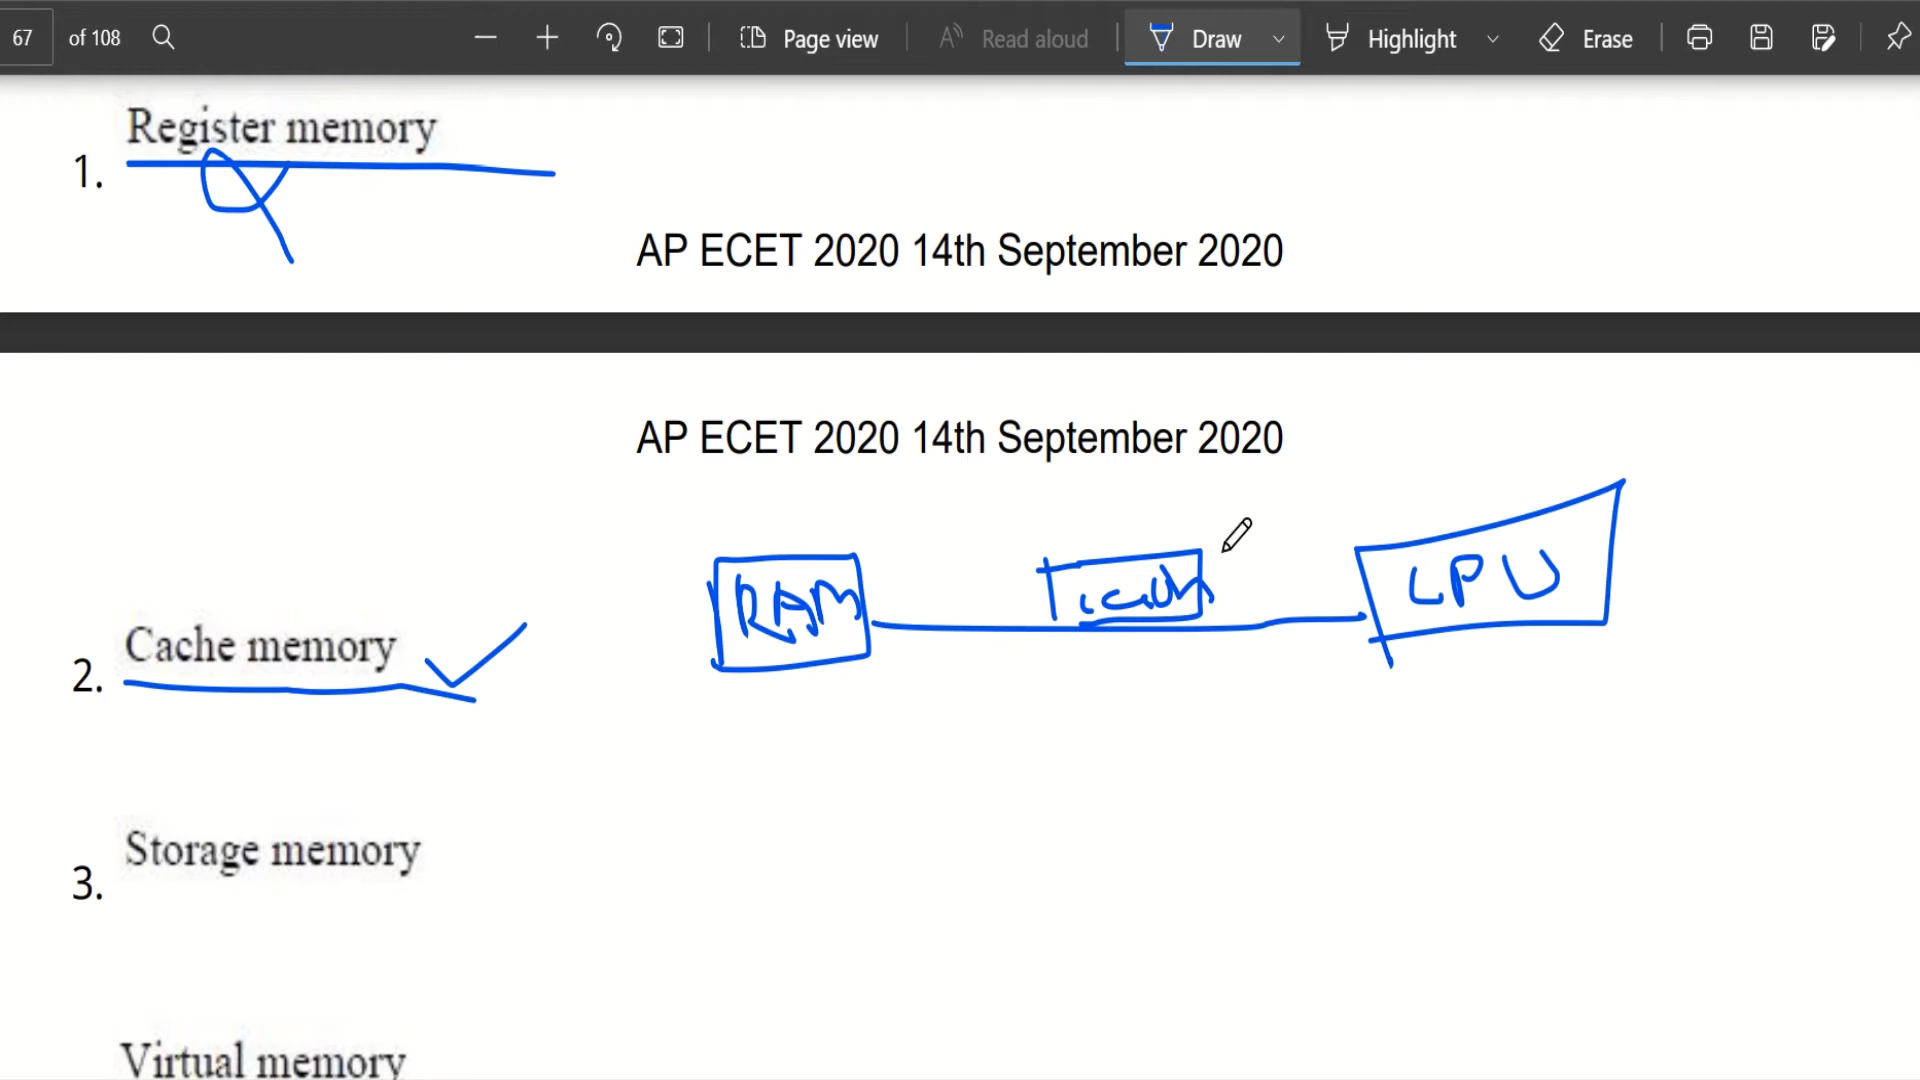 67 of 108 Page view Read aloud Draw Highlight Erase
Register memory
1.
AP ECET 2020 14th September 2020
AP ECET 2020 14th September 2020
RAM CPU
Cache memory
2.
Storage memory
3.
Virtual memory